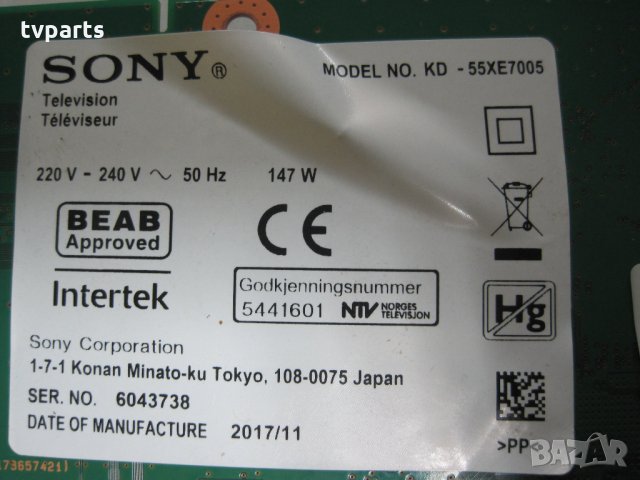 tvparts
SONY®
MODEL NO. KD - 55XE7005
Television
Téléviseur
220 V - 240 V ~ 50 Hz 147 W
BEAB
Approved
CE
Intertek
Godkjenningsnummer
5441601 NTV NORGES TELEVISJON
Hg
Sony Corporation
1-7-1 Konan Minato-ku Tokyo, 108-0075 Japan
SER. NO. 6043738
DATE OF MANUFACTURE 2017/11
>PP<
BAZAR
173657421)